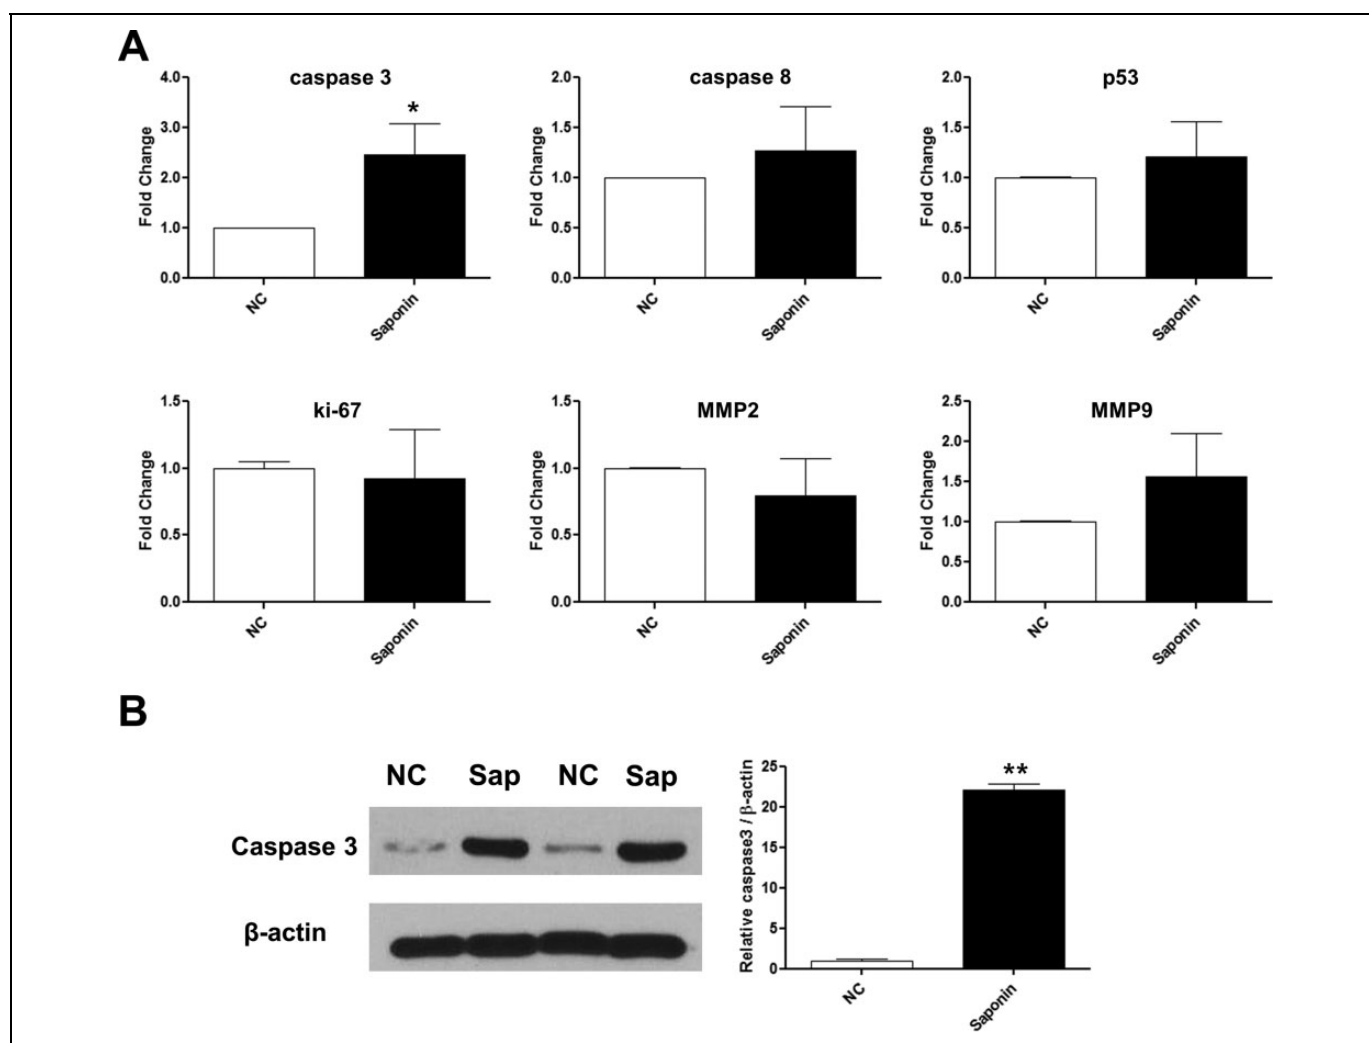 A
caspase 3
caspase 8
p53
4.0
3.0
2.0
1.0
0.0
Fold Change
*
NC
Saponin
2.0
1.5
1.0
0.5
0.0
Fold Change
NC
Saponin
2.0
1.5
1.0
0.5
0.0
Fold Change
NC
Saponin
ki-67
MMP2
MMP9
1.5
1.0
0.5
0.0
Fold Change
NC
Saponin
1.5
1.0
0.5
0.0
Fold Change
NC
Saponin
2.5
2.0
1.5
1.0
0.5
0.0
Fold Change
NC
Saponin
B
NC Sap NC Sap
Caspase 3
β-actin
Relative caspase3 / β-actin
25
20
15
10
5
0
**
NC
Saponin